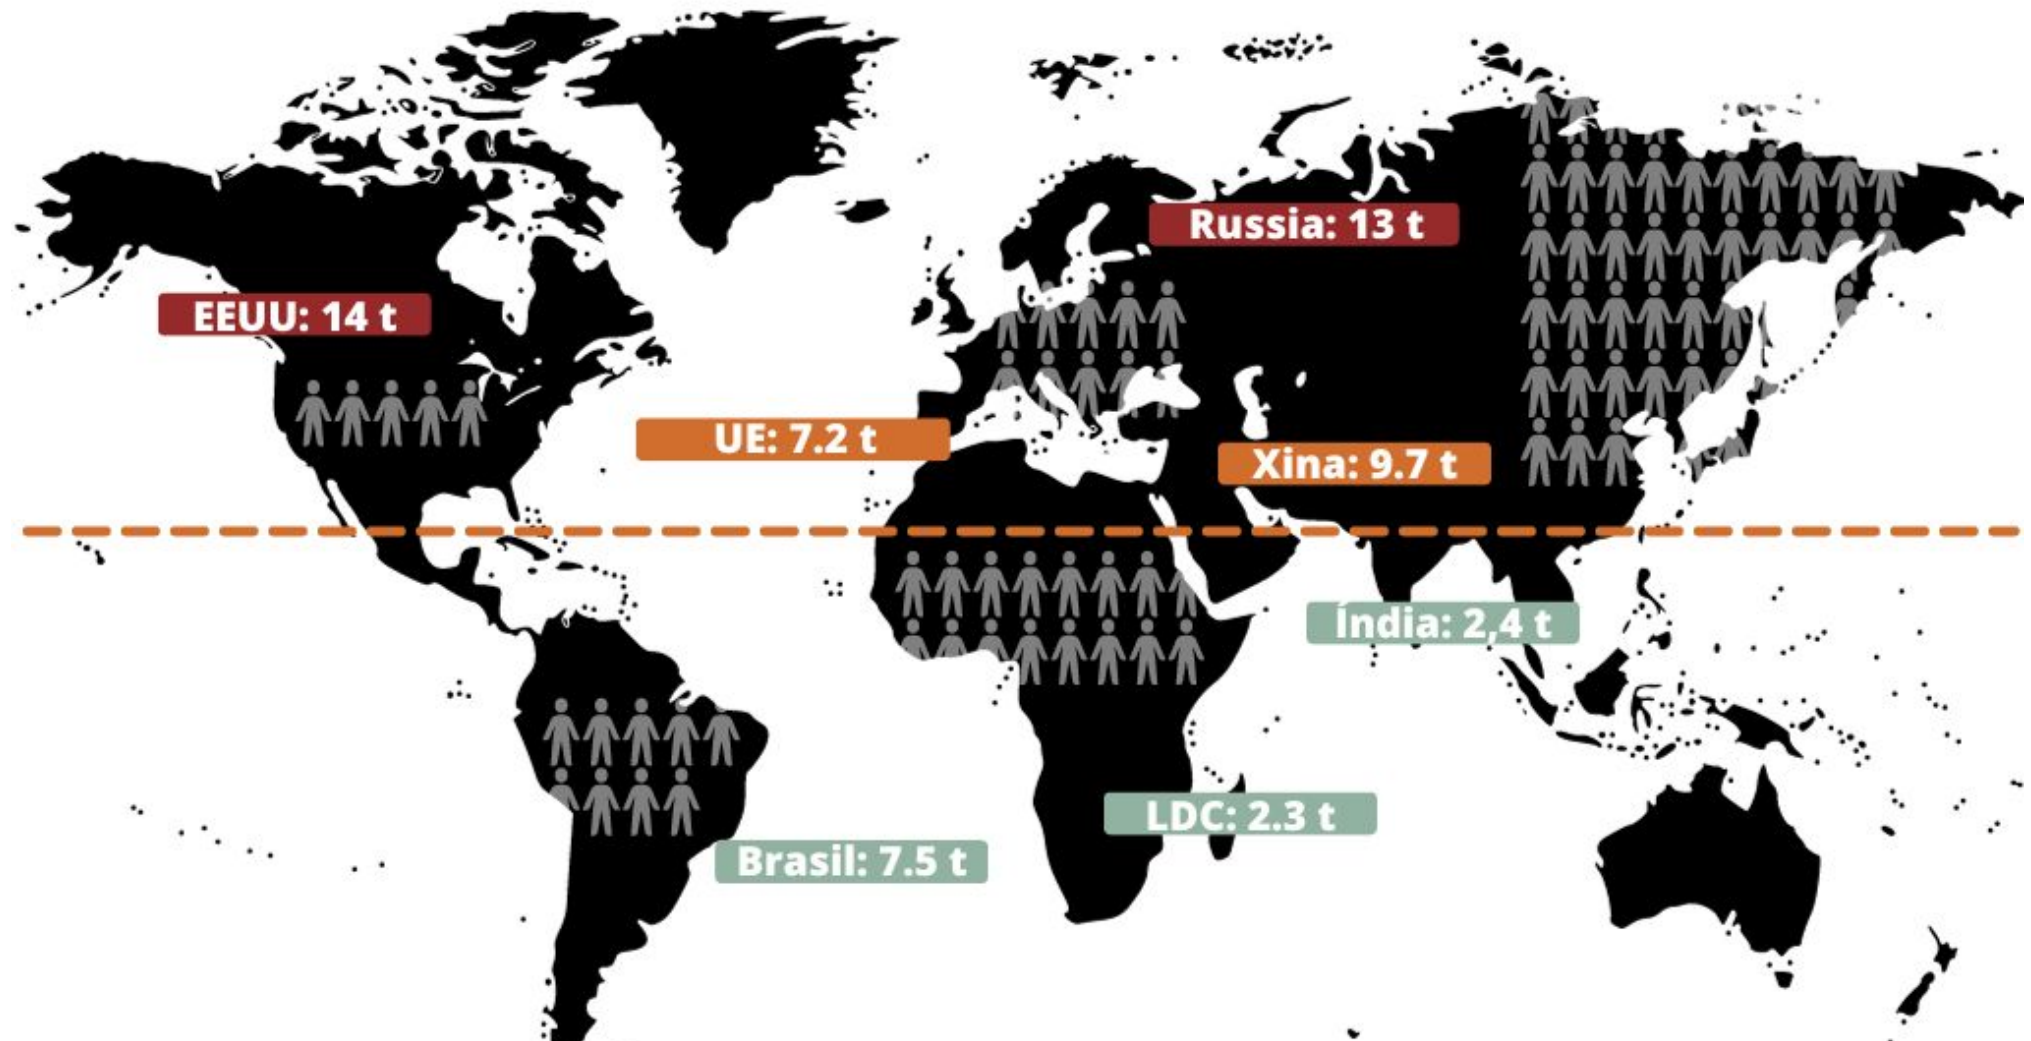 Russia: 13 t
EEUU: 14 t
UE: 7.2 t
Xina: 9.7 t
Índia: 2,4 t
LDC: 2.3 t
Brasil: 7.5 t